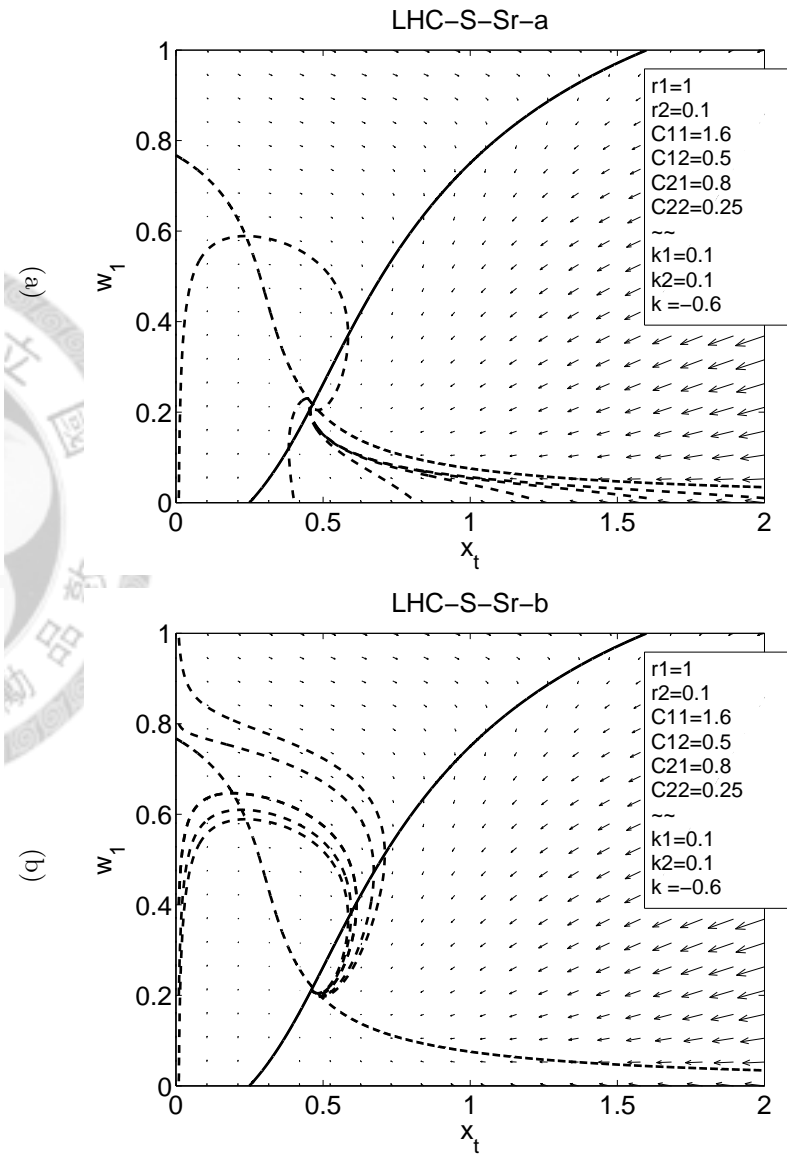 LHC-S-Sr-a
1
0.8
0.6
0.4
0.2
0
w1
0
0.5
1
1.5
2
xt
r1=1
r2=0.1
C11=1.6
C12=0.5
C21=0.8
C22=0.25
~~
k1=0.1
k2=0.1
k =-0.6
(a)
立
國
LHC-S-Sr-b
1
0.8
0.6
0.4
0.2
0
w1
0
0.5
1
1.5
2
xt
r1=1
r2=0.1
C11=1.6
C12=0.5
C21=0.8
C22=0.25
~~
k1=0.1
k2=0.1
k =-0.6
(b)
品
勵